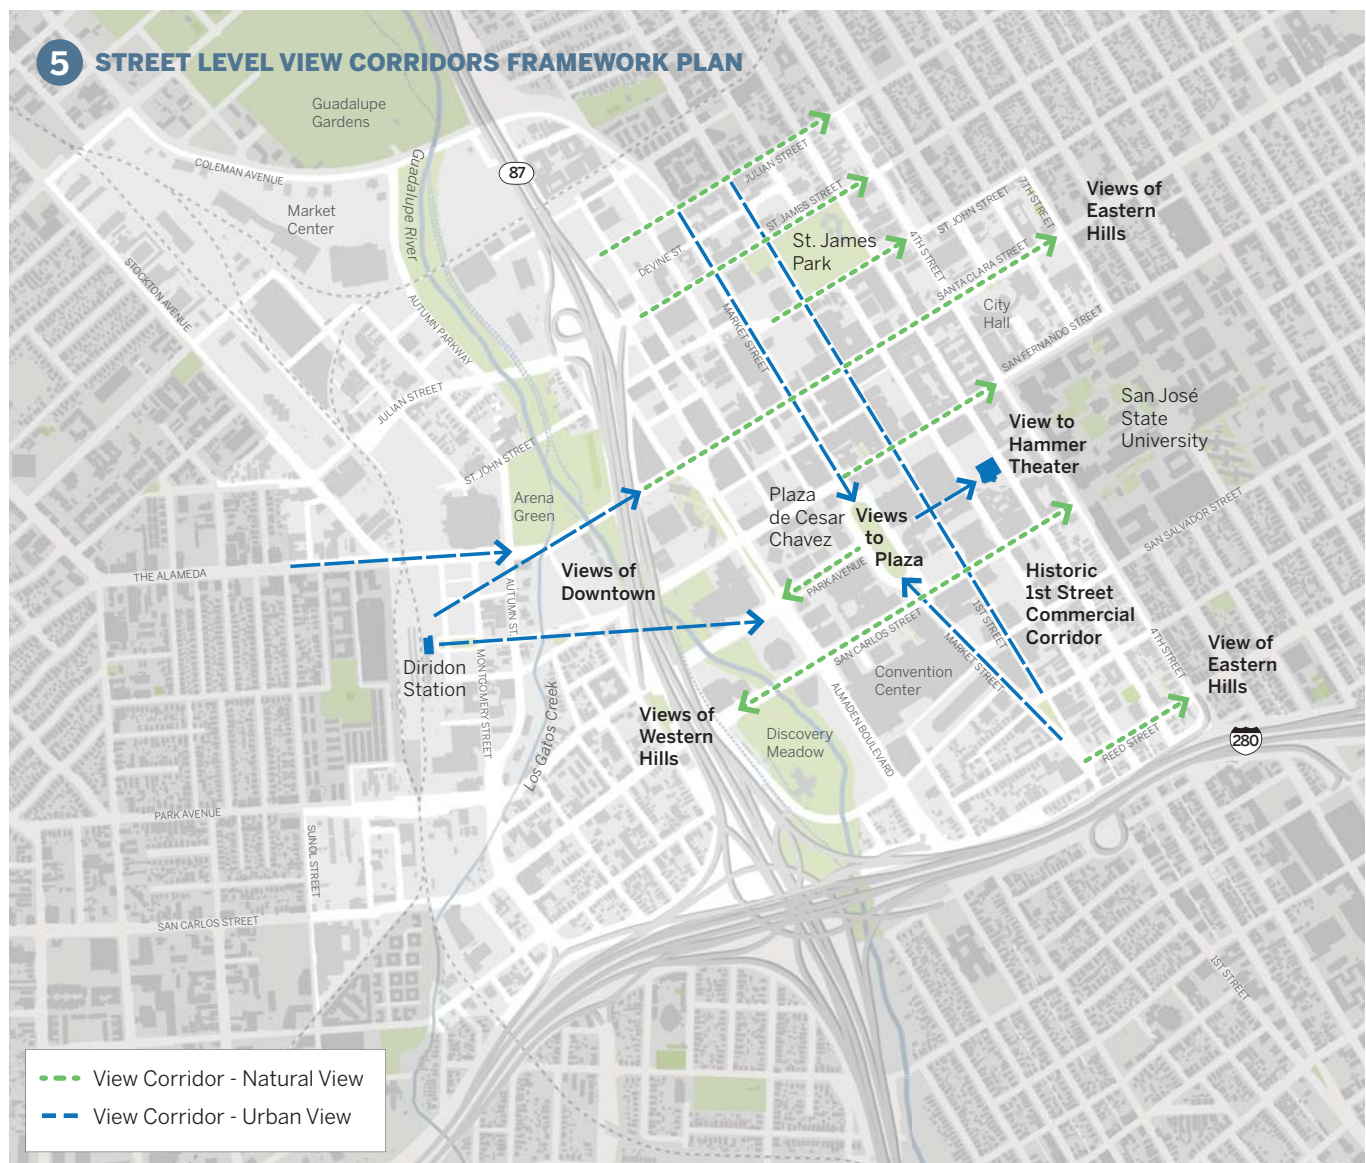 5 STREET LEVEL VIEW CORRIDORS FRAMEWORK PLAN
Guadalupe
Gardens
COLEMAN AVENUE
Guadalupe River
87
Market
Center
STOCKTON AVENUE
AUTUMN PARKWAY
JULIAN STREET
ST. JOHN STREET
JULIAN STREET
ST. JAMES STREET
DEVINE ST.
St. James
Park
MARKET STREET
4TH STREET
ST. JOHN STREET
7TH STREET
SANTA CLARA STREET
Views of
Eastern
Hills
City
Hall
SAN FERNANDO STREET
San José
State
University
View to
Hammer
Theater
SAN SALVADOR STREET
Arena
Green
Plaza
de Cesar
Chavez
Views
to
Plaza
THE ALAMEDA
AUTUMN ST.
Views of
Downtown
PARK AVENUE
SAN CARLOS STREET
1ST STREET
MARKET STREET
Historic
1st Street
Commercial
Corridor
4TH STREET
View of
Eastern
Hills
Diridon
Station
MONTGOMERY STREET
Los Gatos Creek
Convention
Center
ALMADEN BOULEVARD
Views of
Western
Hills
Discovery
Meadow
REED STREET
280
PARK AVENUE
SUNOL STREET
SAN CARLOS STREET
1ST STREET
View Corridor - Natural View
View Corridor - Urban View